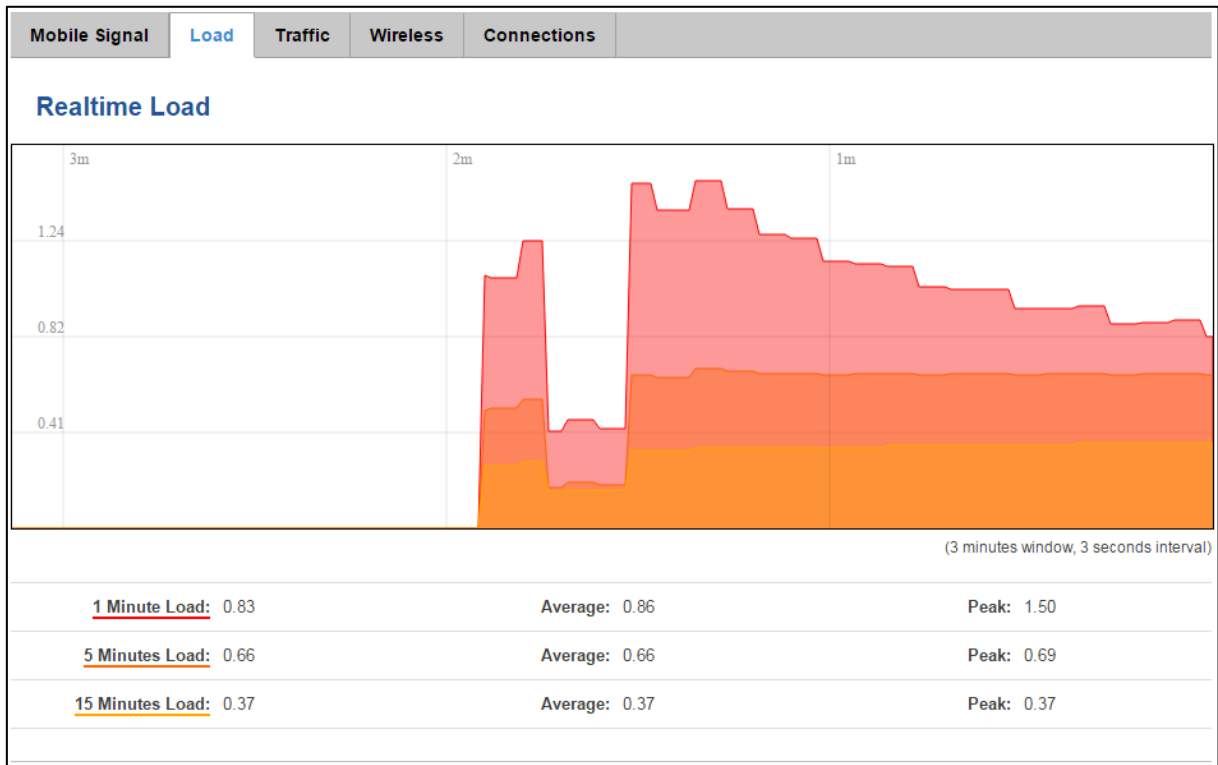 Mobile Signal Load Traffic Wireless Connections
Realtime Load
3m 2m 1m
1.24
0.82
0.41
(3 minutes window, 3 seconds interval)
1 Minute Load: 0.83 Average: 0.86 Peak: 1.50
5 Minutes Load: 0.66 Average: 0.66 Peak: 0.69
15 Minutes Load: 0.37 Average: 0.37 Peak: 0.37